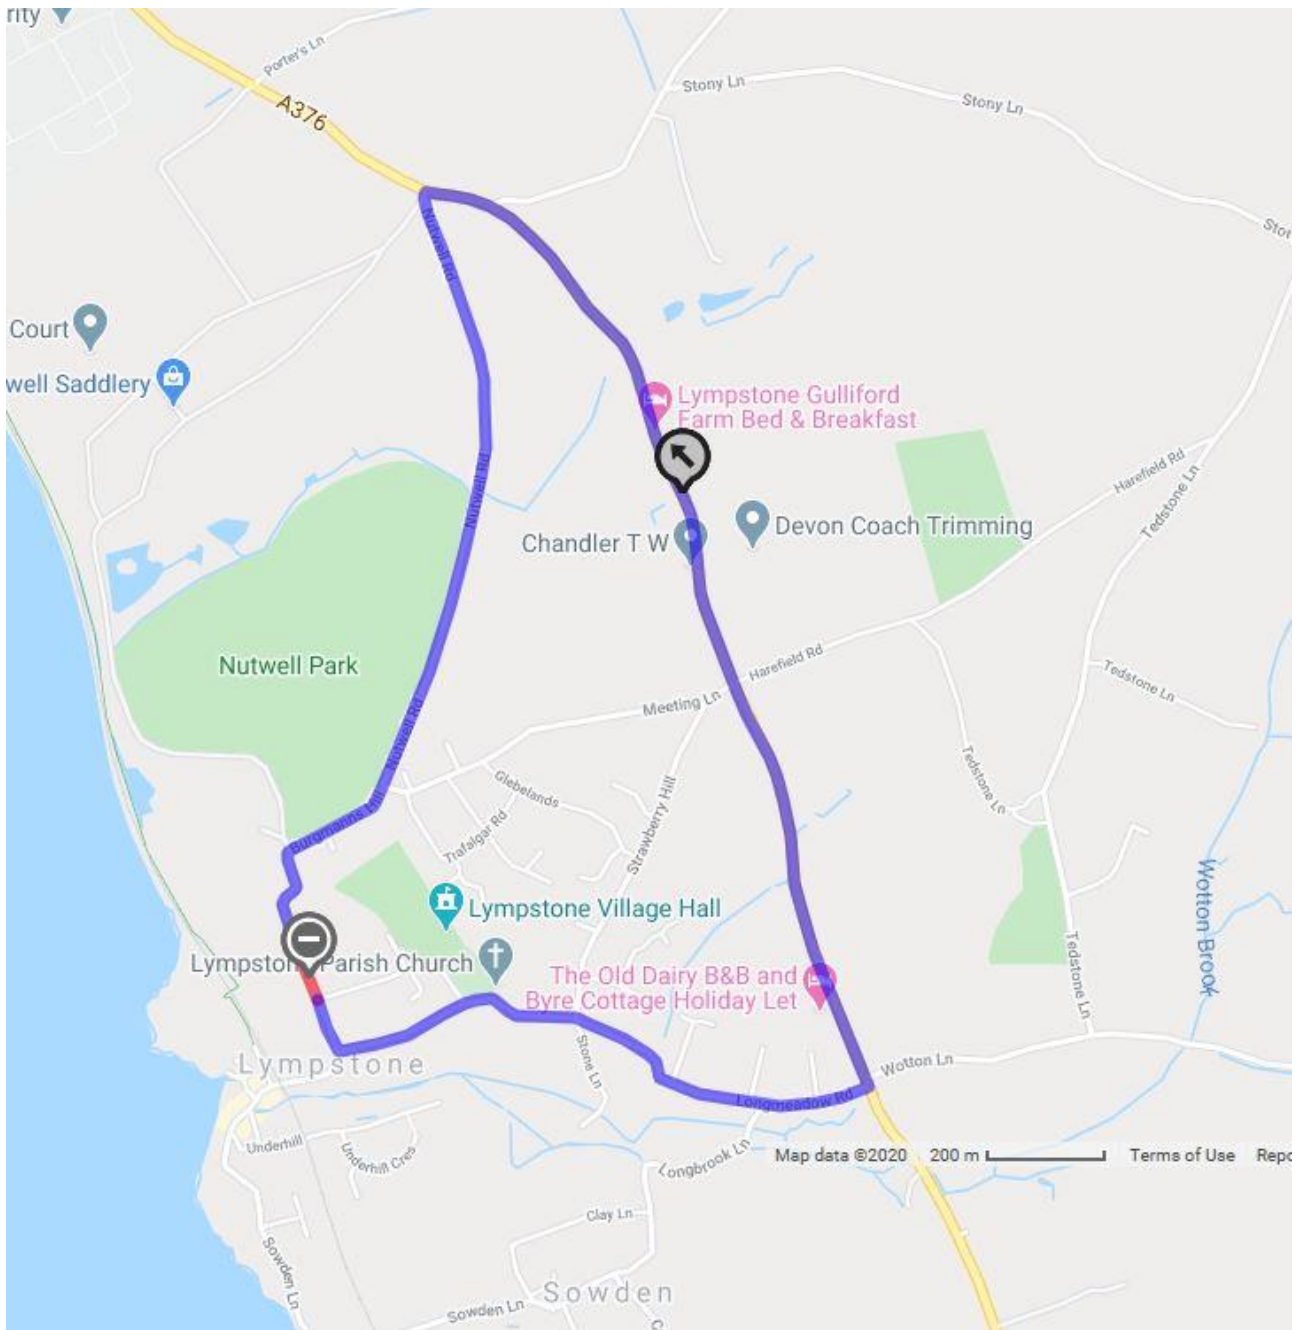 rity
Porter's Ln
A376
Stony Ln
Stony Ln
Nutwell Rd
Court
well Saddlery
Lympstone Gulliford
Farm Bed & Breakfast
Harefield Rd
Tedstone Ln
Nutwell Rd
Chandler T W
Devon Coach Trimming
Nutwell Park
Harefield Rd
Meeting Ln
Tedstone Ln
Nutwell Rd
Glebelands
Tedstone Ln
Burgmanns Hill
Trafalgar Rd
Strawberry Hill
Wotton Brook
Lympstone Village Hall
Lympstone Parish Church
The Old Dairy B&B and
Byre Cottage Holiday Let
Tedstone Ln
Lympstone
Stone Ln
Wotton Ln
Longmeadow Rd
Underhill
Underhill Cres
Longbrook Ln
Map data ©2020 200 m Terms of Use Repo
Clay Ln
Sowden Ln
Sowden
Sowden Ln